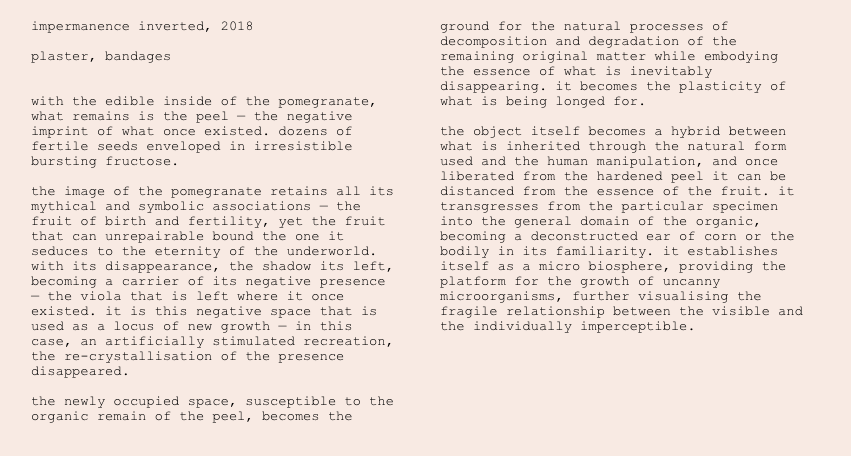 impermanence inverted, 2018
plaster, bandages
with the edible inside of the pomegranate,
what remains is the peel — the negative
imprint of what once existed. dozens of
fertile seeds enveloped in irresistible
bursting fructose.
the image of the pomegranate retains all its
mythical and symbolic associations — the
fruit of birth and fertility, yet the fruit
that can unrepairable bound the one it
seduces to the eternity of the underworld.
with its disappearance, the shadow its left,
becoming a carrier of its negative presence
— the viola that is left where it once
existed. it is this negative space that is
used as a locus of new growth — in this
case, an artificially stimulated recreation,
the re-crystallisation of the presence
disappeared.
the newly occupied space, susceptible to the
organic remain of the peel, becomes the
ground for the natural processes of
decomposition and degradation of the
remaining original matter while embodying
the essence of what is inevitably
disappearing. it becomes the plasticity of
what is being longed for.
the object itself becomes a hybrid between
what is inherited through the natural form
used and the human manipulation, and once
liberated from the hardened peel it can be
distanced from the essence of the fruit. it
transgresses from the particular specimen
into the general domain of the organic,
becoming a deconstructed ear of corn or the
bodily in its familiarity. it establishes
itself as a micro biosphere, providing the
platform for the growth of uncanny
microorganisms, further visualising the
fragile relationship between the visible and
the individually imperceptible.